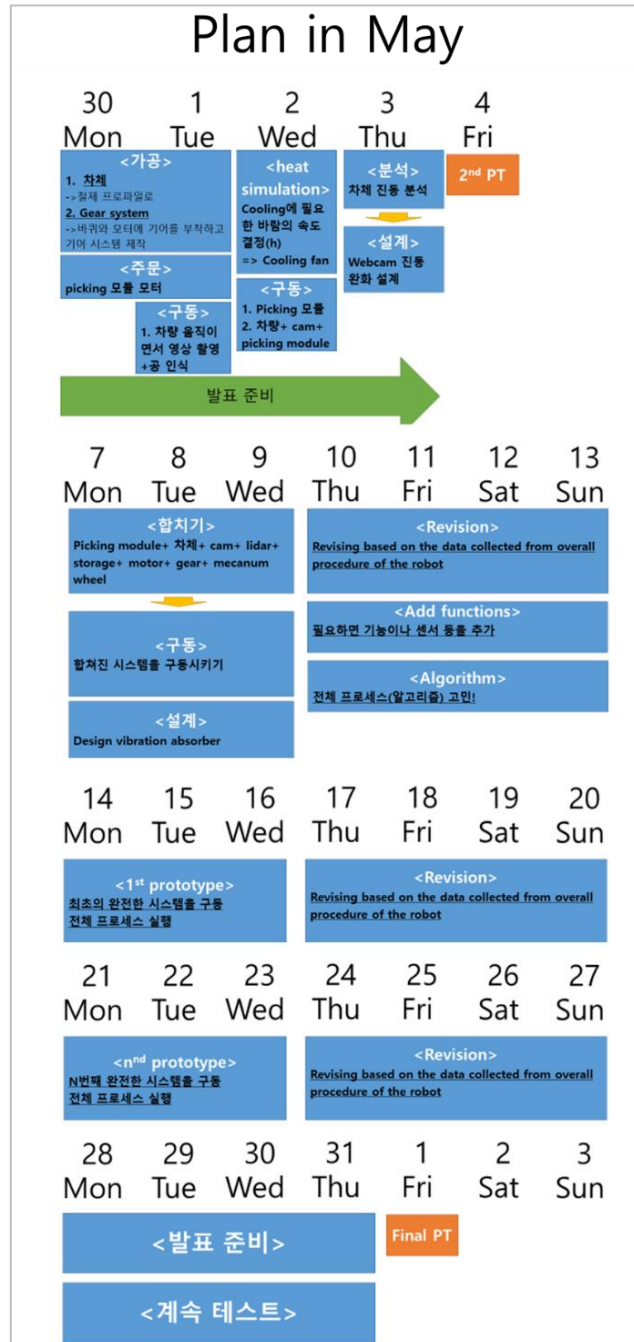 Plan in May
30 1 2 3 4
Mon Tue Wed Thu Fri
<가공>
1. 차체
->절제 프로파일로
2. Gear system
->바퀴와 모터에 기어를 부착하고
기어 시스템 제작
<주문>
picking 모듈 모터
<구동>
1. 차량 움직이
면서 영상 촬영
+공 인식
<heat
simulation>
Cooling에 필요
한 바람의 속도
결정(h)
=> Cooling fan
<구동>
1. Picking 모듈
2. 차량+ cam+
picking module
<분석>
차체 진동 분석
<설계>
Webcam 진동
완화 설계
2nd PT
발표 준비
7 8 9 10 11 12 13
Mon Tue Wed Thu Fri Sat Sun
<합치기>
Picking module+ 차체+ cam+ lidar+
storage+ motor+ gear+ mecanum
wheel
<구동>
합쳐진 시스템을 구동시키기
<설계>
Design vibration absorber
<Revision>
Revising based on the data collected from overall
procedure of the robot
<Add functions>
필요하면 기능이나 센서 등을 추가
<Algorithm>
전체 프로세스(알고리즘) 고민!
14 15 16 17 18 19 20
Mon Tue Wed Thu Fri Sat Sun
<1st prototype>
최초의 완전한 시스템을 구동
전체 프로세스 실행
<Revision>
Revising based on the data collected from overall
procedure of the robot
21 22 23 24 25 26 27
Mon Tue Wed Thu Fri Sat Sun
<nnd prototype>
N번째 완전한 시스템을 구동
전체 프로세스 실행
<Revision>
Revising based on the data collected from overall
procedure of the robot
28 29 30 31 1 2 3
Mon Tue Wed Thu Fri Sat Sun
<발표 준비>
Final PT
<계속 테스트>